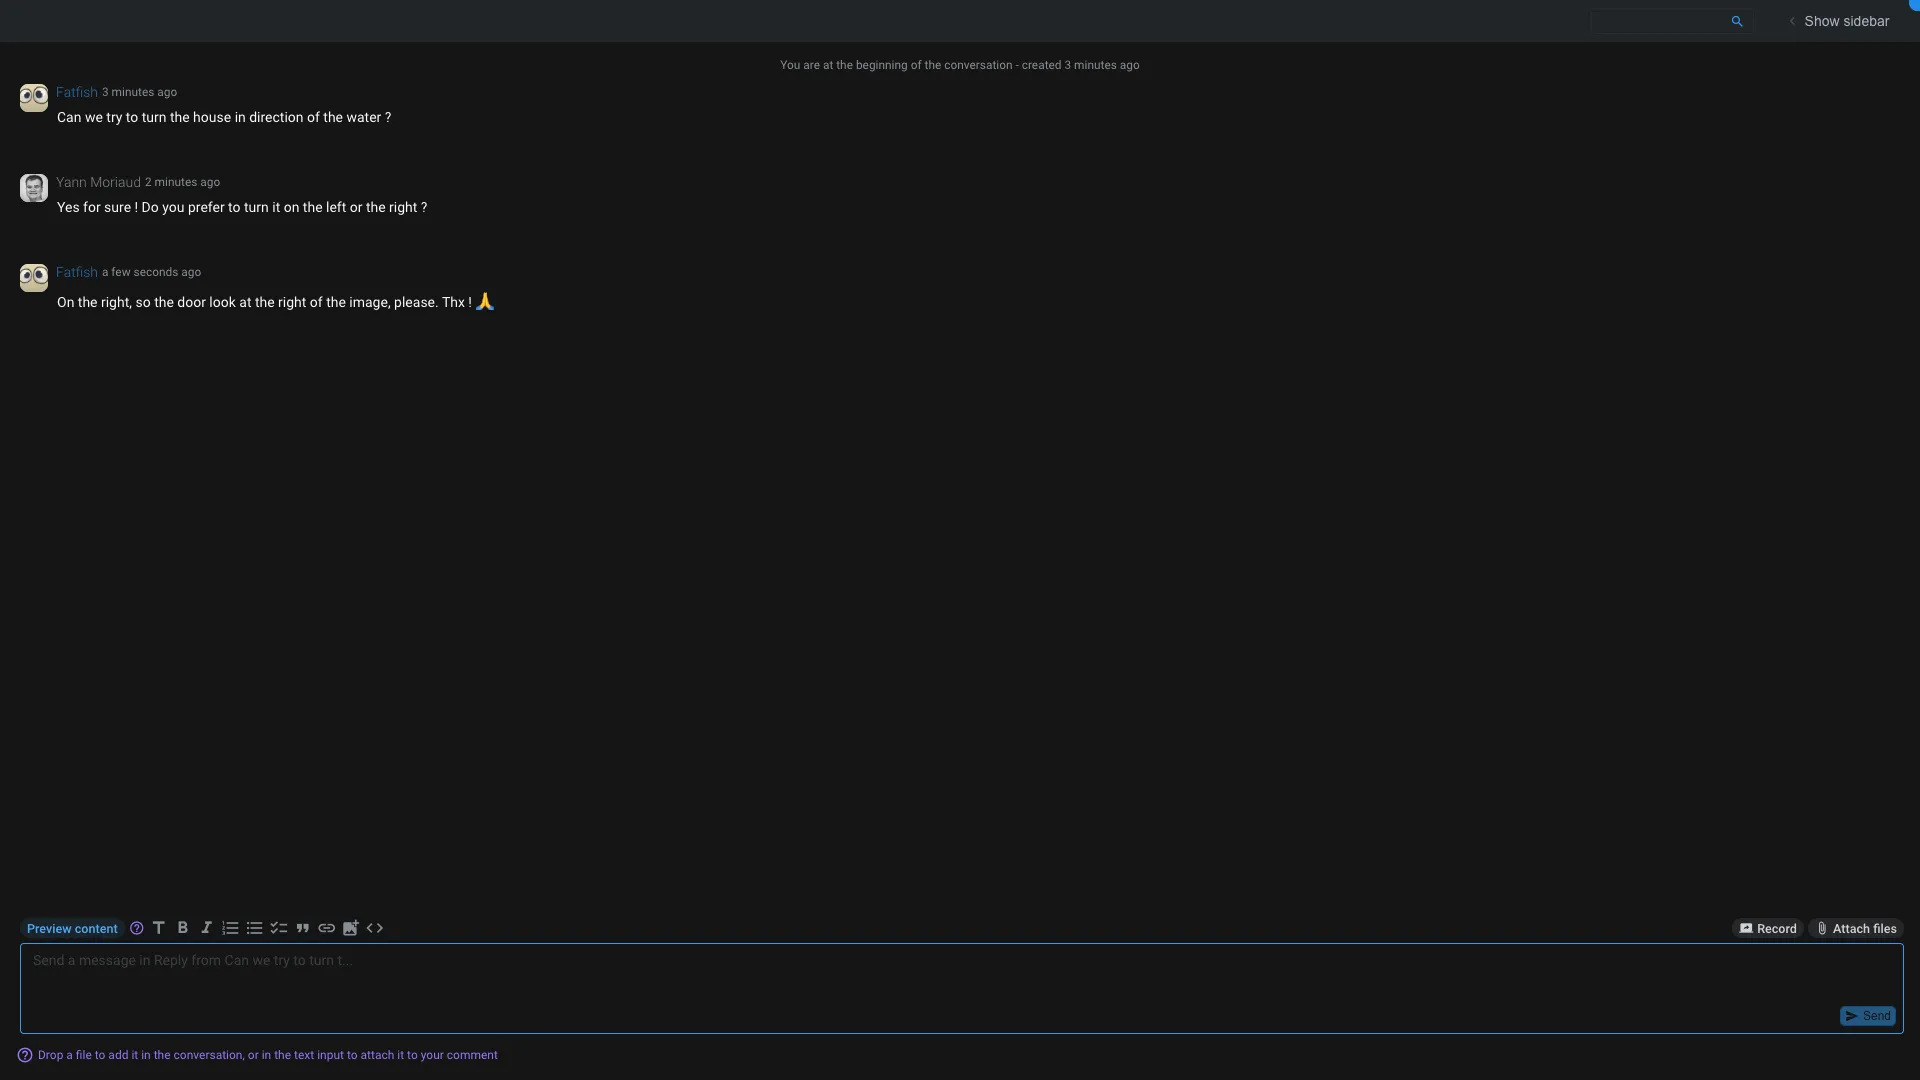 Show sidebar
You are at the beginning of the conversation - created 3 minutes ago
Fatfish 3 minutes ago
Can we try to turn the house in direction of the water ?
Yann Moriaud 2 minutes ago
Yes for sure ! Do you prefer to turn it on the left or the right ?
Fatfish a few seconds ago
On the right, so the door look at the right of the image, please. Thx ! 🙏
Preview content
Record
Attach files
Send a message in Reply from Can we try to turn t...
Send
Drop a file to add it in the conversation, or in the text input to attach it to your comment